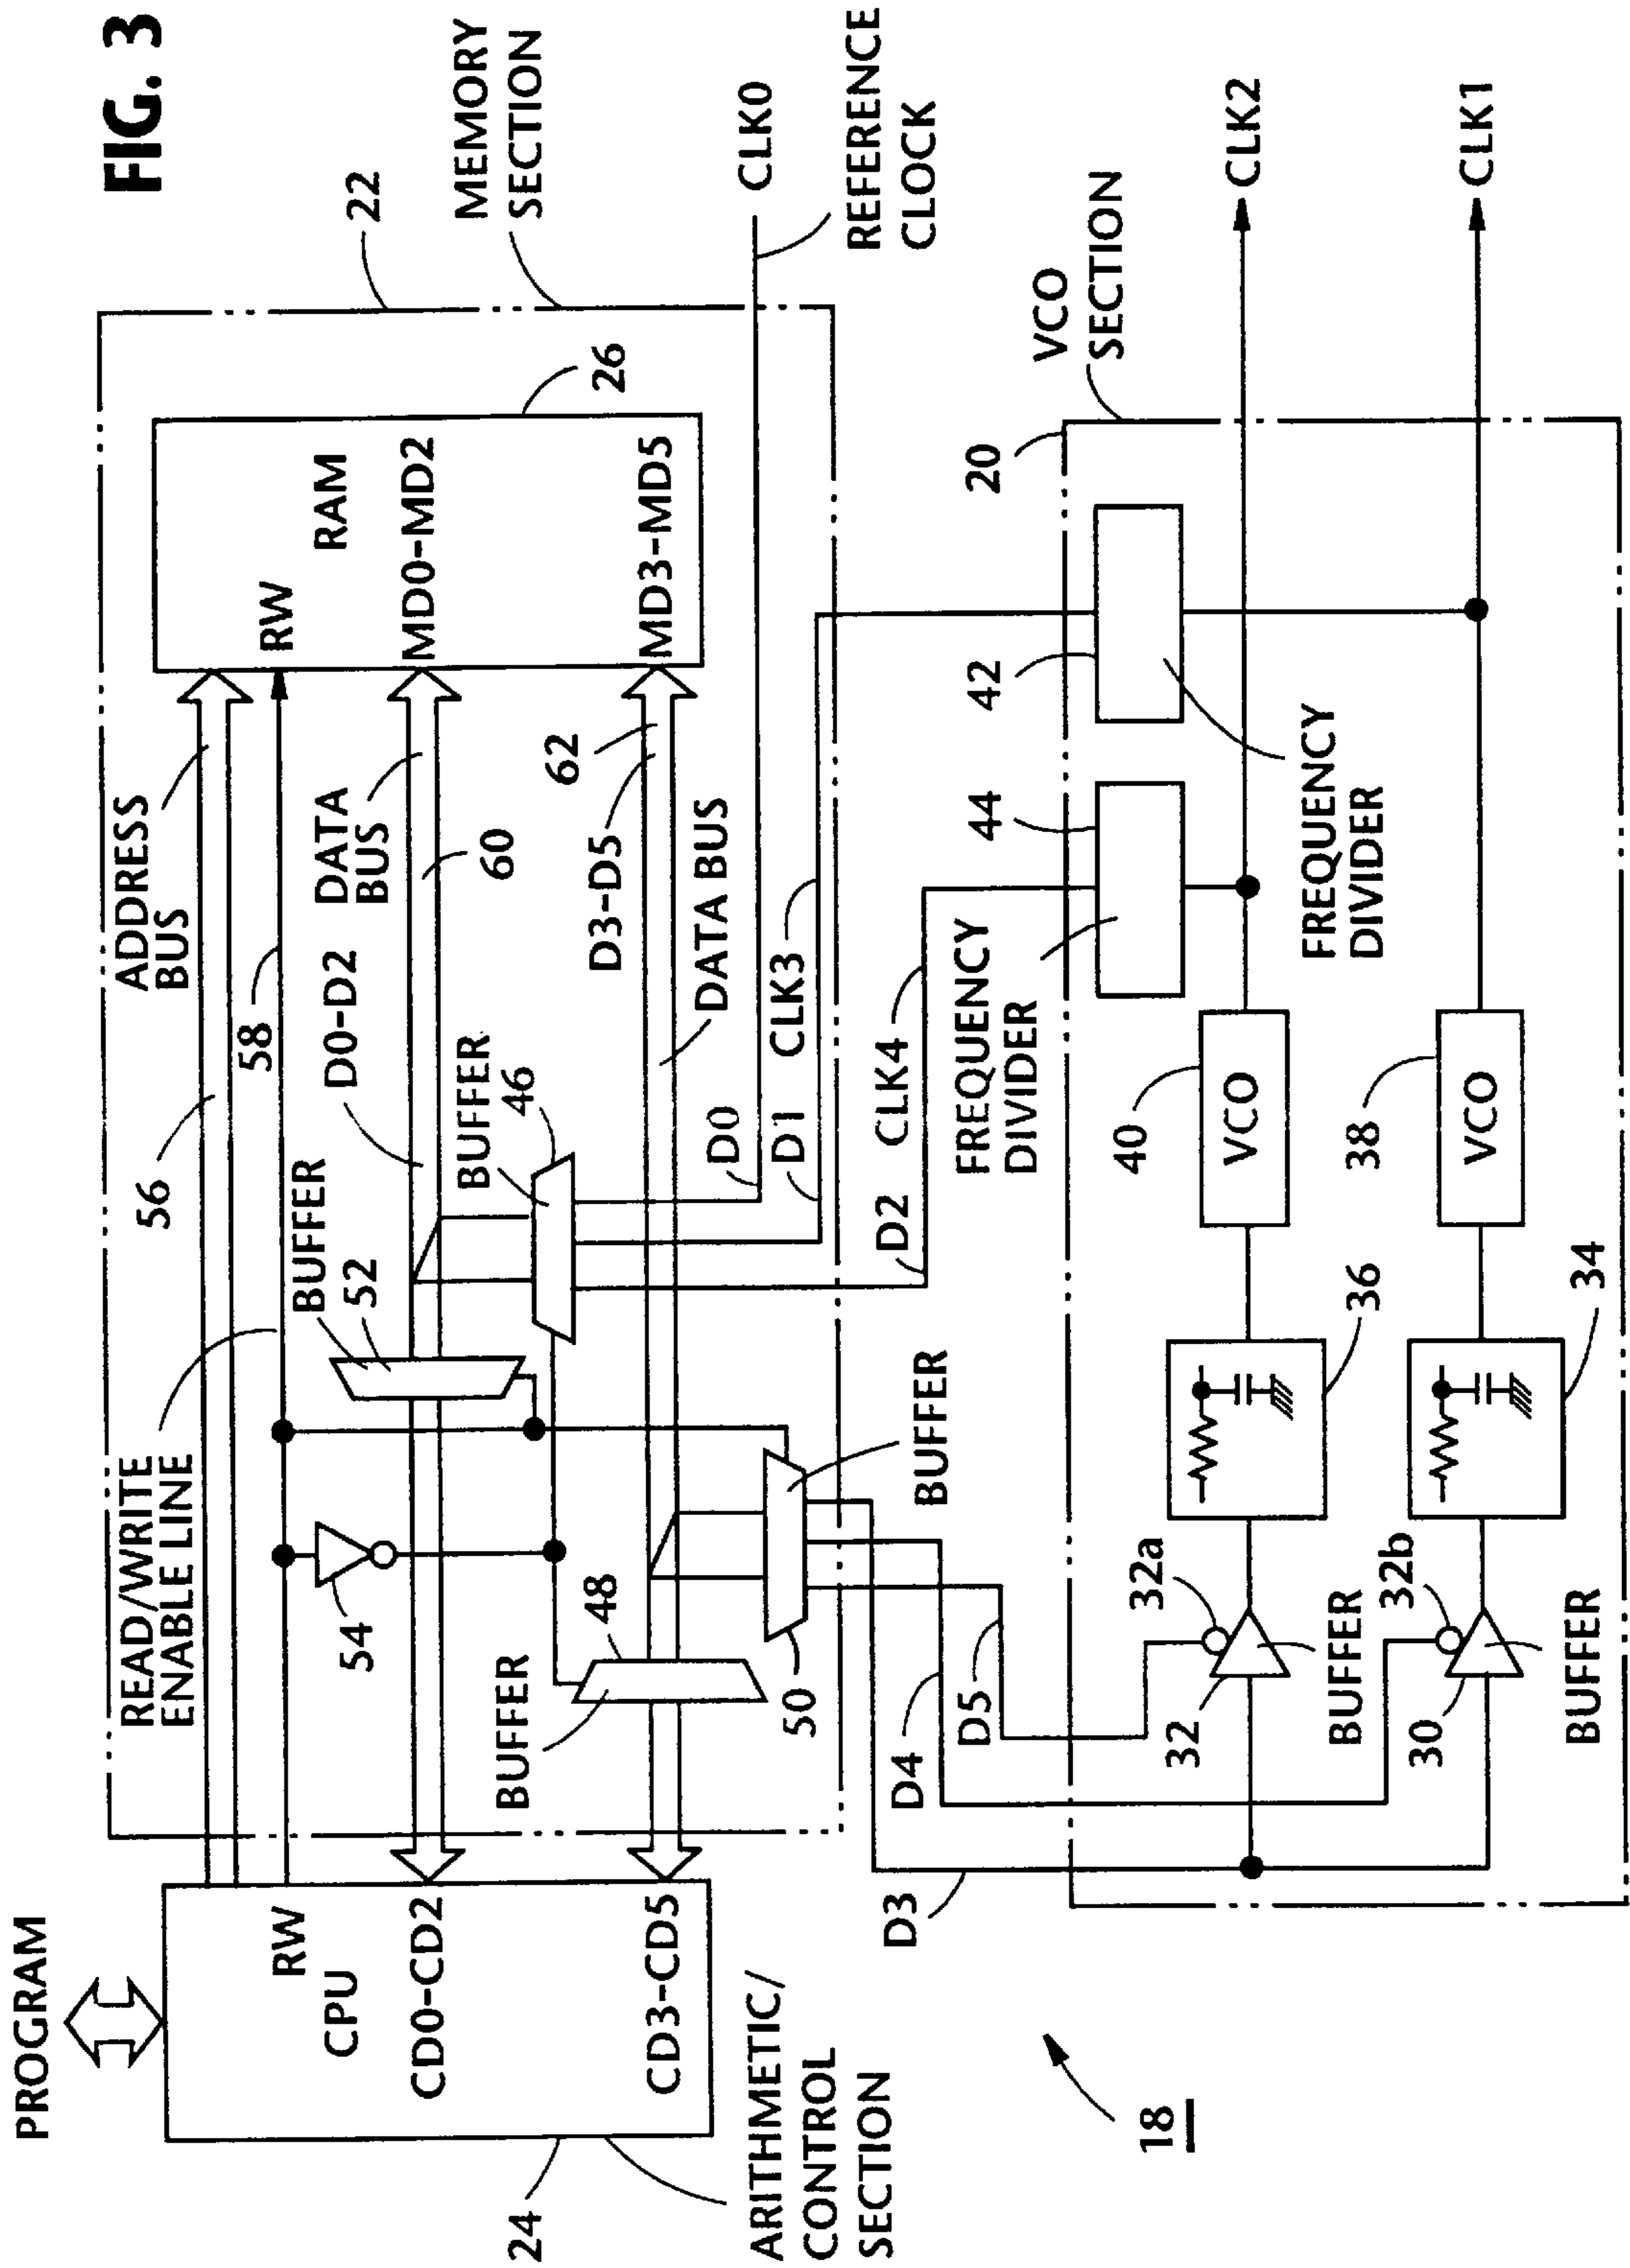 FIG. 3
PROGRAM
24
ARITHMETIC/
CONTROL
SECTION
RW
CPU
CD0-CD2
CD3-CD5
READ/WRITE
ENABLE LINE
56
ADDRESS
BUS
58
54
BUFFER
52
D0-D2
DATA
BUS
60
BUFFER
48
BUFFER
46
50
BUFFER
D3-D5
62
DATA BUS
RW
RAM
MD0-MD2
MD3-MD5
26
22
MEMORY
SECTION
CLK0
REFERENCE
CLOCK
D0
D1
CLK3
D2
CLK4
D3
D4
D5
18
FREQUENCY
DIVIDER
44
42
FREQUENCY
DIVIDER
20
VCO
SECTION
32
32a
BUFFER
36
40
VCO
CLK2
30
32b
BUFFER
34
38
VCO
CLK1